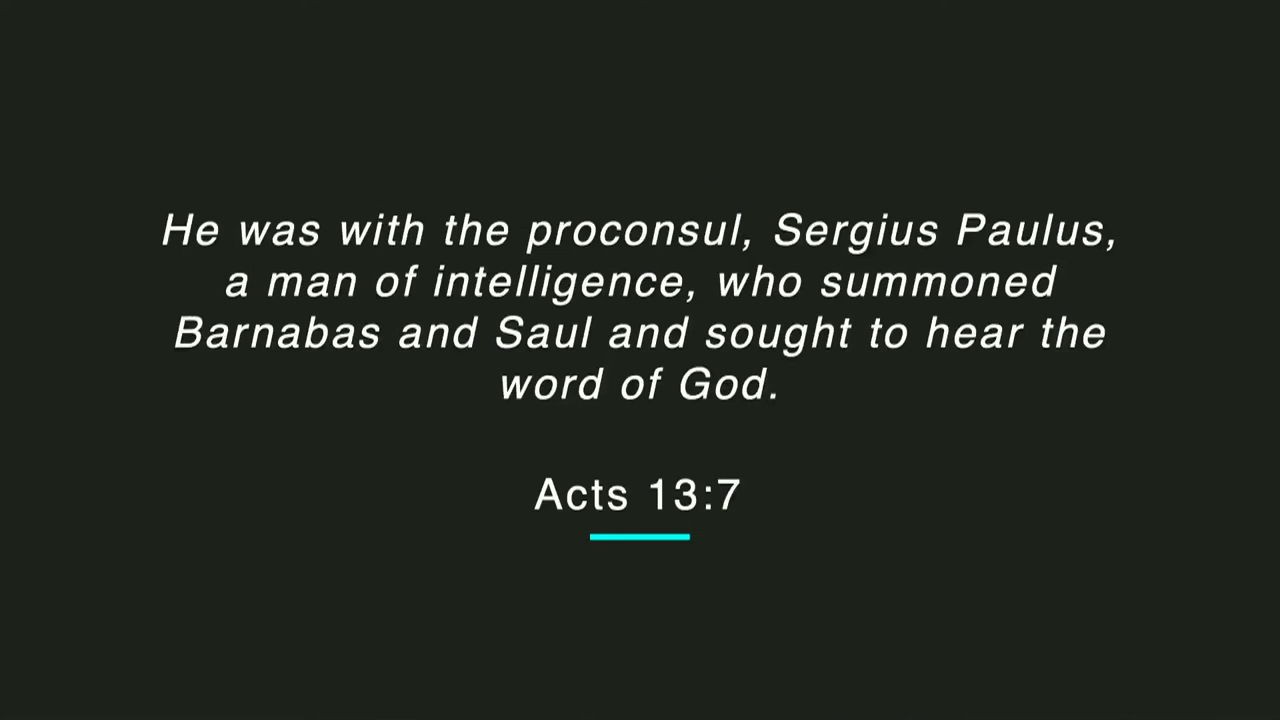 He was with the proconsul, Sergius Paulus,
a man of intelligence, who summoned
Barnabas and Saul and sought to hear the
word of God.
Acts 13:7